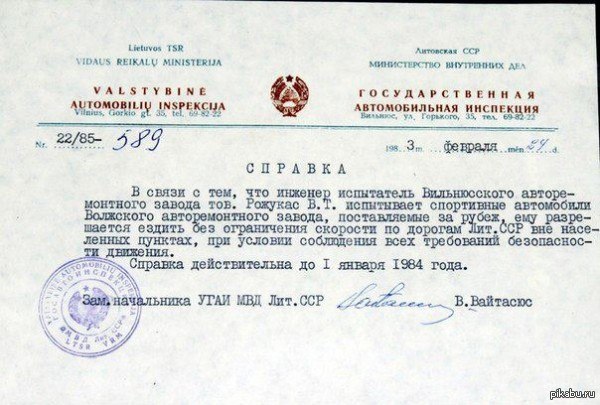 Lietuvos TSR
VIDAUS REIKALŲ MINISTERIJA
VALSTYBINĖ
AUTOMOBILIŲ INSPEKCIJA
Vilnius, Gorkio gt. 35, tel. 69-82-22
Литовская ССР
МИНИСТЕРСТВО ВНУТРЕННИХ ДЕЛ
ГОСУДАРСТВЕННАЯ
АВТОМОБИЛЬНАЯ ИНСПЕКЦИЯ
Вильнюс, ул. Горького, 35, тел. 69-82-22
Nr. 22/85- 589
198 3 m. февраля mėn 24 d.
СПРАВКА
В связи с тем, что инженер испытатель Вильнюсского авторе-
монтного завода тов. Рожукас В.Т. испытывает спортивные автомобили
Волжского авторемонтного завода, поставляемые за рубеж, ему разре-
шается ездить без ограничения скорости по дорогам Лит.ССР вне насе-
ленных пунктах, при условии соблюдения всех требований безопаснос-
ти движения.
Справка действительна до I января 1984 года.
Зам.начальника УГАИ МВД Лит.ССР
В.Вайтасюс
LTSR VRM
pikabu.ru